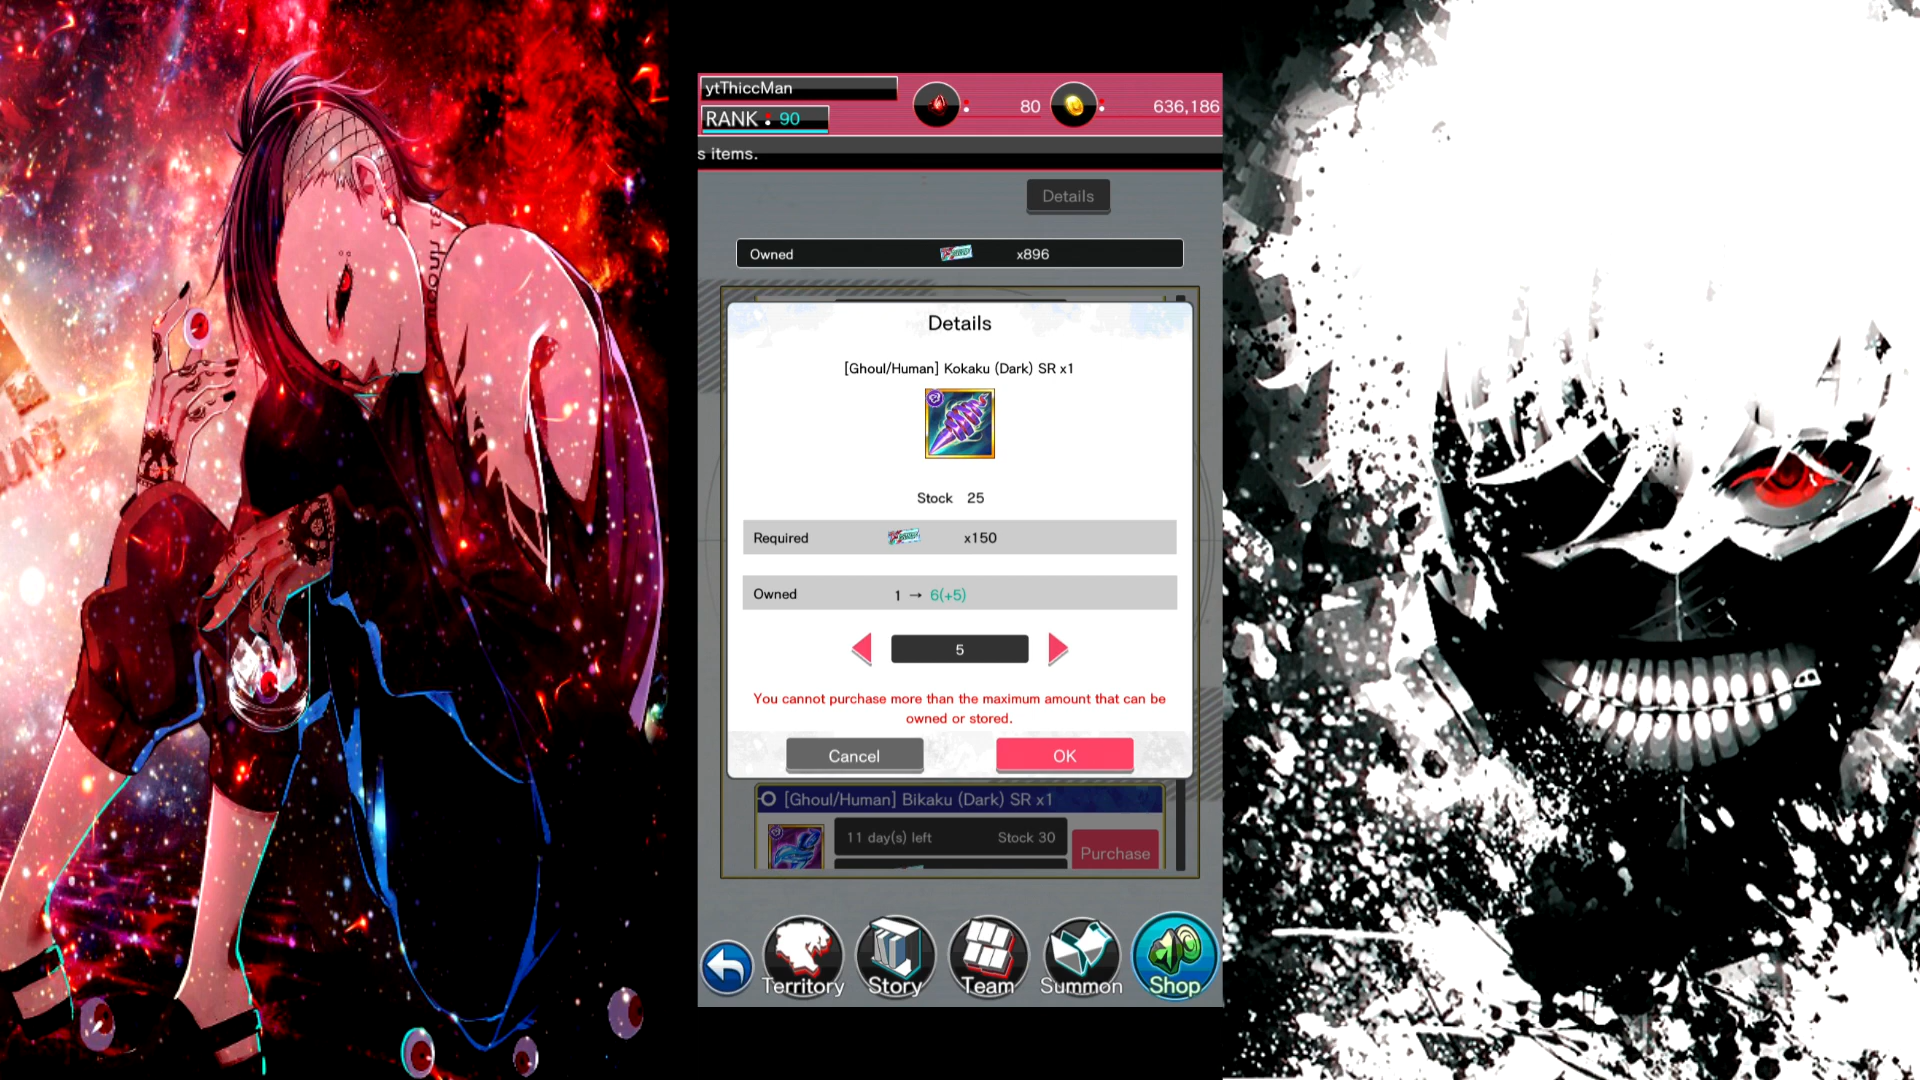 ytThiccMan
RANK : 90
80
636,186
s items.
Details
Owned x896
Details
[Ghoul/Human] Kokaku (Dark) SR x1
Stock 25
Required x150
Owned 1 → 6(+5)
5
You cannot purchase more than the maximum amount that can be
owned or stored.
Cancel
OK
[Ghoul/Human] Bikaku (Dark) SR x1
11 day(s) left
Stock 30
Purchase
Territory
Story
Team
Summon
Shop